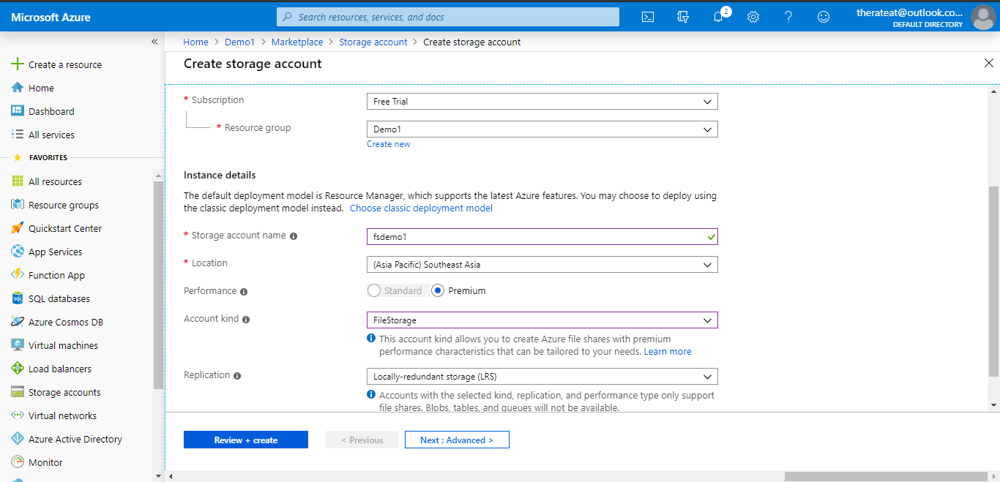 Microsoft Azure
Search resources, services, and docs
2
therateat@outlook.co...
DEFAULT DIRECTORY
«
Home > Demo1 > Marketplace > Storage account > Create storage account
Create a resource
Home
Dashboard
All services
FAVORITES
All resources
Resource groups
Quickstart Center
App Services
Function App
SQL databases
Azure Cosmos DB
Virtual machines
Load balancers
Storage accounts
Virtual networks
Azure Active Directory
Monitor
Create storage account
* Subscription
Free Trial
* Resource group
Demo1
Create new
Instance details
The default deployment model is Resource Manager, which supports the latest Azure features. You may choose to deploy using
the classic deployment model instead. Choose classic deployment model
* Storage account name
fsdemo1
* Location
(Asia Pacific) Southeast Asia
Performance
Standard Premium
Account kind
FileStorage
This account kind allows you to create Azure file shares with premium
performance characteristics that can be tailored to your needs. Learn more
Replication
Locally-redundant storage (LRS)
Accounts with the selected kind, replication, and performance type only support
file shares. Blobs, tables, and queues will not be available.
Review + create
< Previous
Next : Advanced >